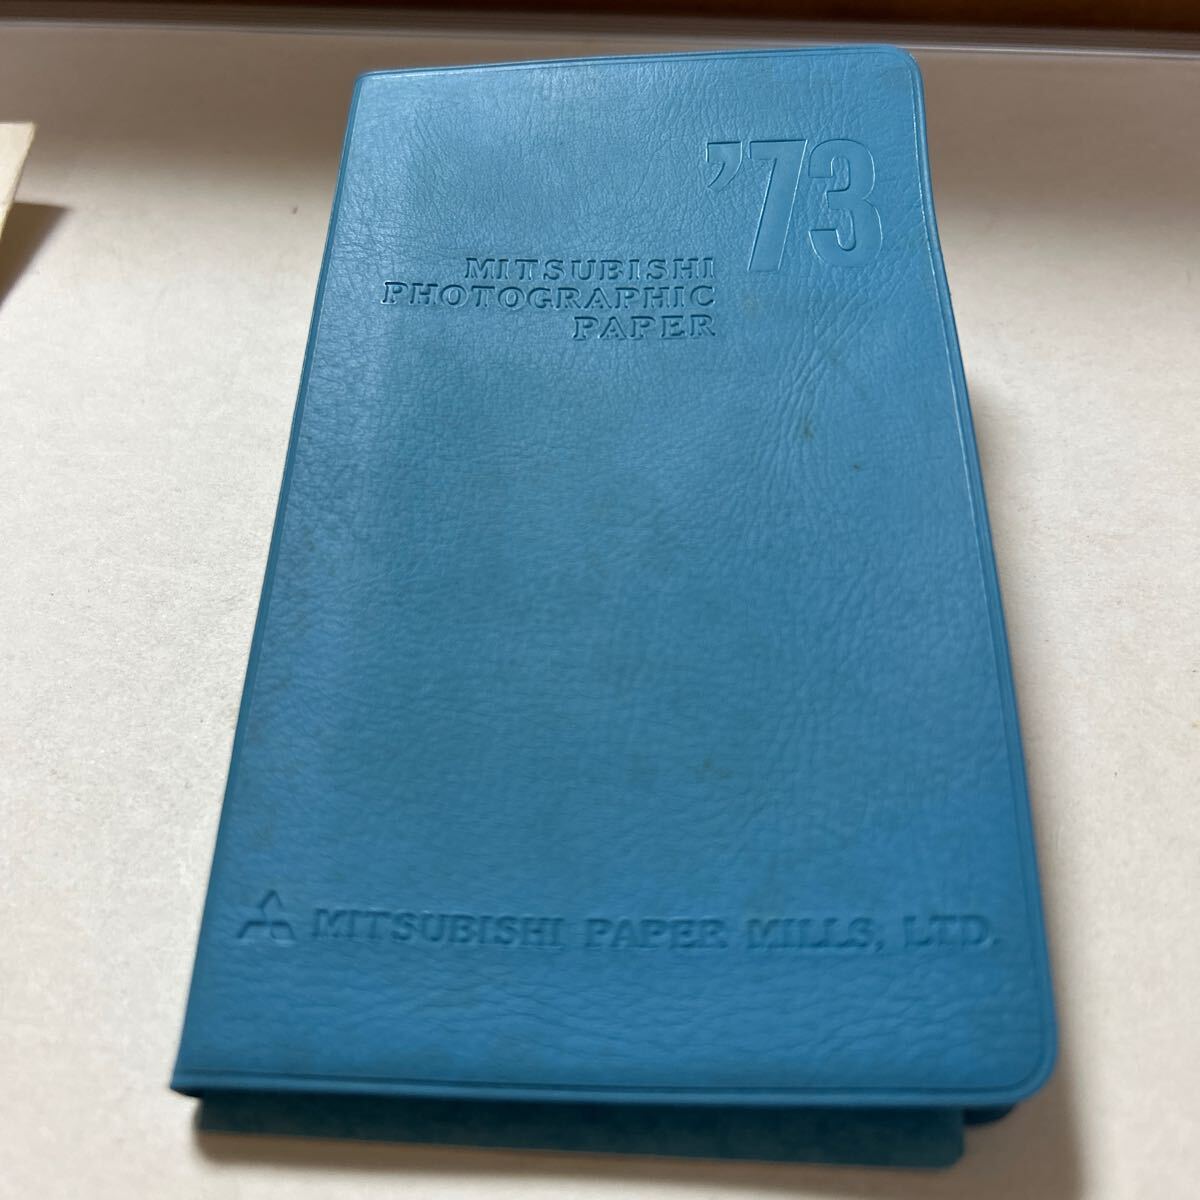 '73
MITSUBISHI
PHOTOGRAPHIC
PAPER
MITSUBISHI PAPER MILLS, LTD.